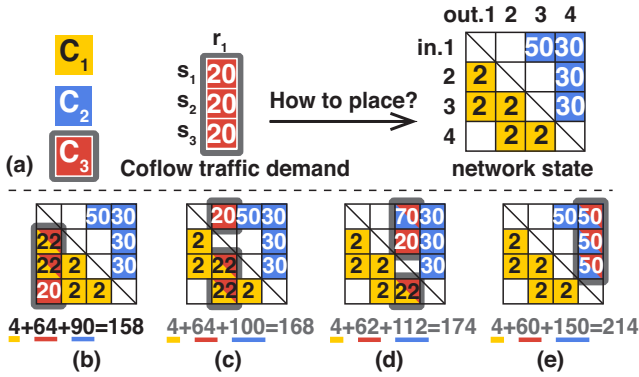 out.1 2 3 4
C1 r1 in.1 50 30
s1 20 2 2 30
C2 s2 20 How to place? 3 2 2 30
s3 20 4 2 2
C3
(a) Coflow traffic demand network state
50 30 20 50 30 70 30 50 50
22 30 2 30 2 20 30 2 50
22 2 30 2 22 30 2 2 30 2 2 50
20 2 2 22 2 2 22 2 2
4+64+90=158 4+64+100=168 4+62+112=174 4+60+150=214
(b) (c) (d) (e)